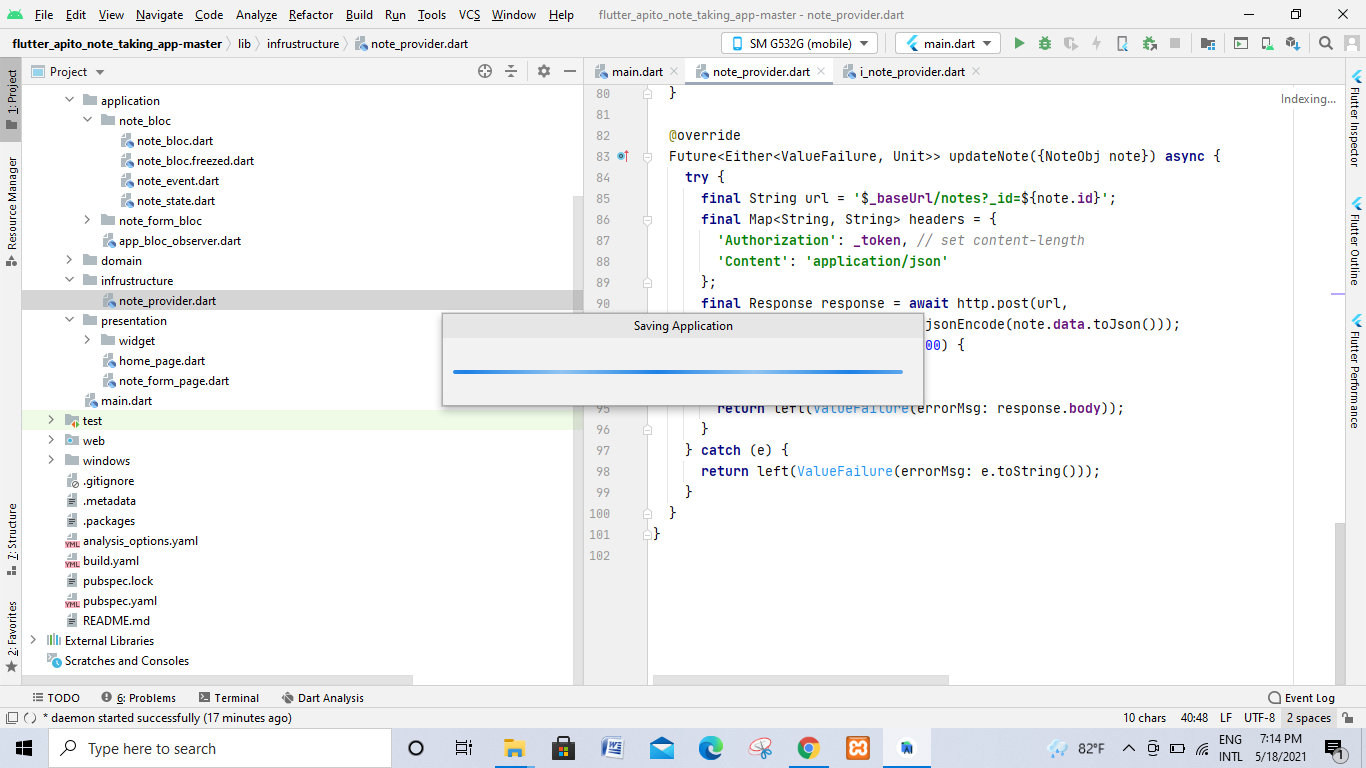 File Edit View Navigate Code Analyze Refactor Build Run Tools VCS Window Help flutter_apito_note_taking_app-master - note_provider.dart
flutter_apito_note_taking_app-master lib infrustructure note_provider.dart SM G532G (mobile) main.dart
Project main.dart note_provider.dart i_note_provider.dart
1: Project
Resource Manager
7: Structure
2: Favorites
application
note_bloc
note_bloc.dart
note_bloc.freezed.dart
note_event.dart
note_state.dart
note_form_bloc
app_bloc_observer.dart
domain
infrustructure
note_provider.dart
presentation
widget
home_page.dart
note_form_page.dart
main.dart
test
web
windows
.gitignore
.metadata
.packages
analysis_options.yaml
build.yaml
pubspec.lock
pubspec.yaml
README.md
External Libraries
Scratches and Consoles
80 }
Indexing...
81
82 @override
83 Future<Either<ValueFailure, Unit>> updateNote({NoteObj note}) async {
84 try {
85 final String url = '$_baseUrl/notes?_id=${note.id}';
86 final Map<String, String> headers = {
87 'Authorization': _token, // set content-length
88 'Content': 'application/json'
89 };
90 final Response response = await http.post(url,
jsonEncode(note.data.toJson()));
00) {
Saving Application
95 return left(ValueFailure(errorMsg: response.body));
96 }
97 } catch (e) {
98 return left(ValueFailure(errorMsg: e.toString()));
99 }
100 }
101 }
102
Flutter Inspector
Flutter Outline
Flutter Performance
TODO 6: Problems Terminal Dart Analysis Event Log
* daemon started successfully (17 minutes ago) 10 chars 40:48 LF UTF-8 2 spaces
Type here to search 82°F ENG 7:14 PM
INTL 5/18/2021 1